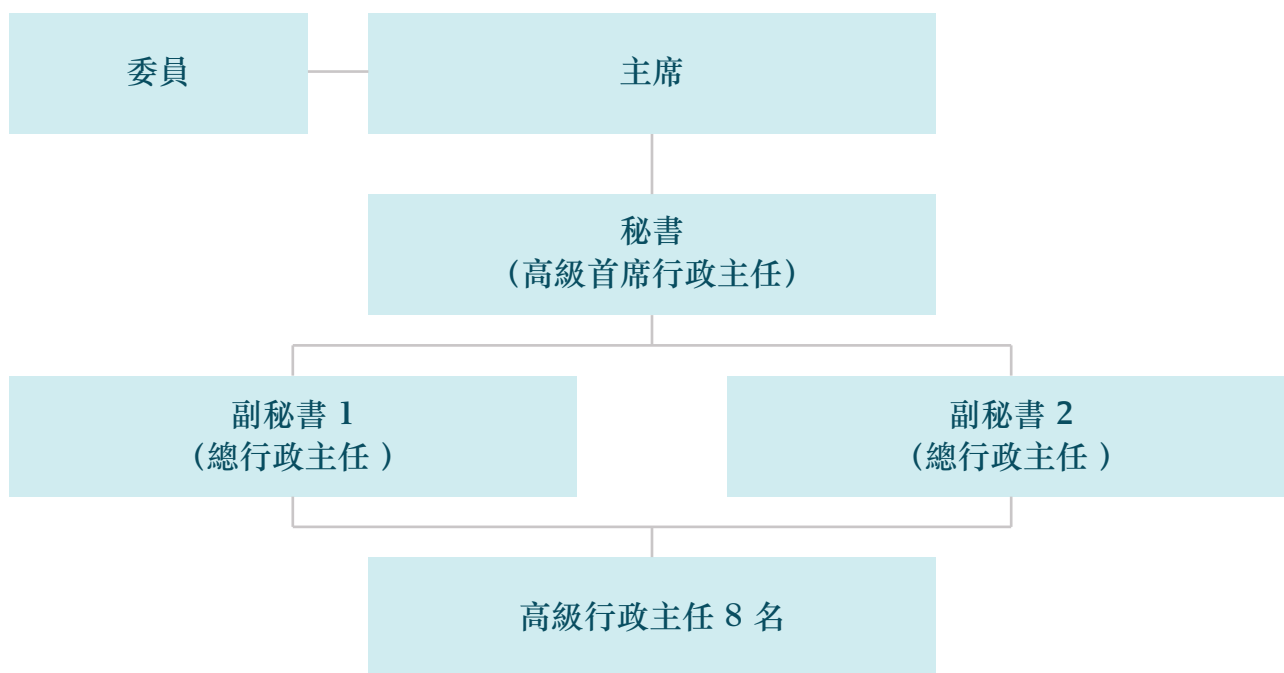 委員
主席
秘書
(高級首席行政主任)
副秘書 1
(總行政主任 )
副秘書 2
(總行政主任 )
高級行政主任 8 名